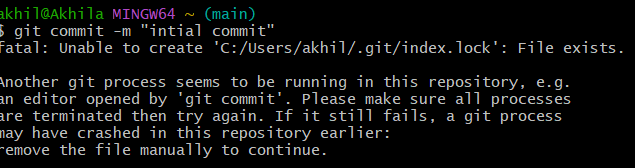 akhil@Akhila MINGW64 ~ (main)
$ git commit -m "intial commit"
fatal: Unable to create 'C:/Users/akhil/.git/index.lock': File exists.
Another git process seems to be running in this repository, e.g.
an editor opened by 'git commit'. Please make sure all processes
are terminated then try again. If it still fails, a git process
may have crashed in this repository earlier:
remove the file manually to continue.